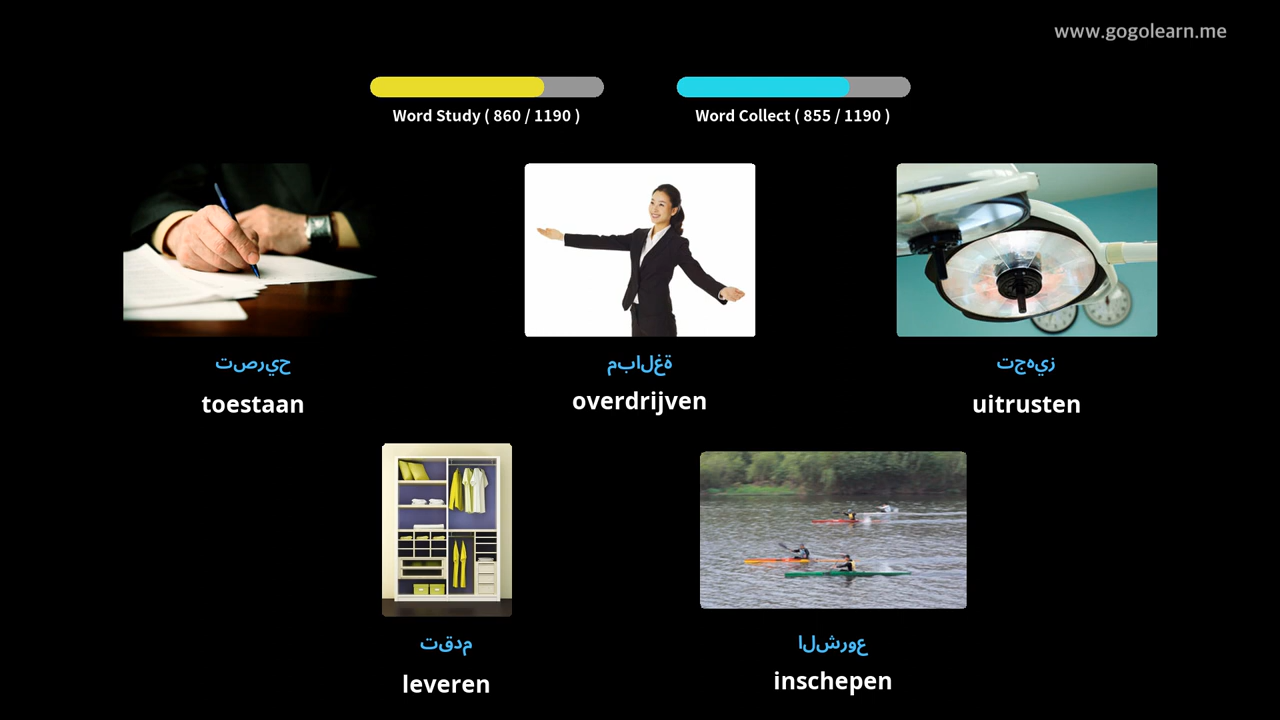 www.gogolearn.me
Word Study ( 860 / 1190 )
Word Collect ( 855 / 1190 )
تصريح
مبالغة
تجهيز
toestaan
overdrijven
uitrusten
تقدم
الشروع
leveren
inschepen